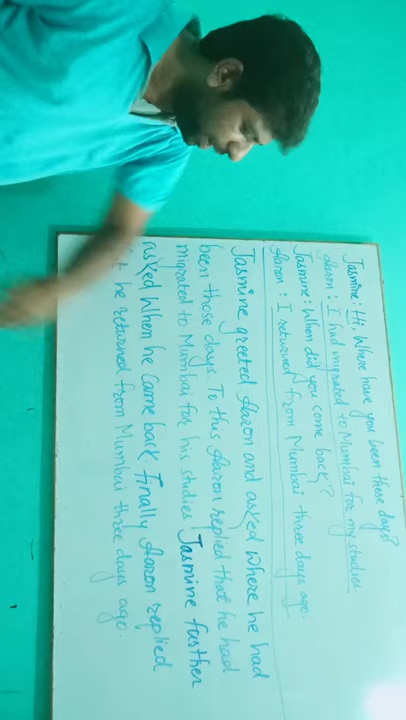 Jasmine: Hi, Where have you been these days?
Aaron: I had migrated to Mumbai for my studies
Jasmine: When did you come back?
Aaron: I returned from Mumbai three days ago.
Jasmine greeted Aaron and asked where he had
been those days. To this Aaron replied that he had
migrated to Mumbai for his studies. Jasmine further
asked when he came back. Finally Aaron replied
he returned from Mumbai three days ago.